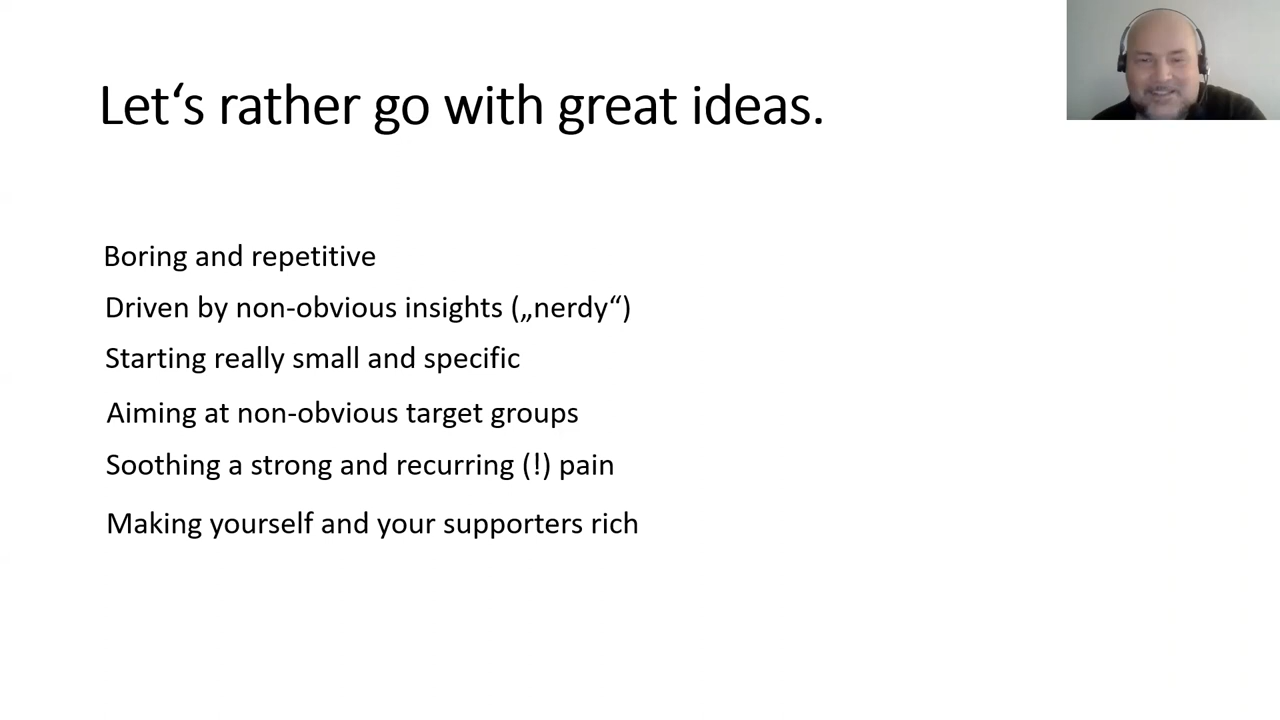 Let‘s rather go with great ideas.
Boring and repetitive
Driven by non-obvious insights („nerdy“)
Starting really small and specific
Aiming at non-obvious target groups
Soothing a strong and recurring (!) pain
Making yourself and your supporters rich